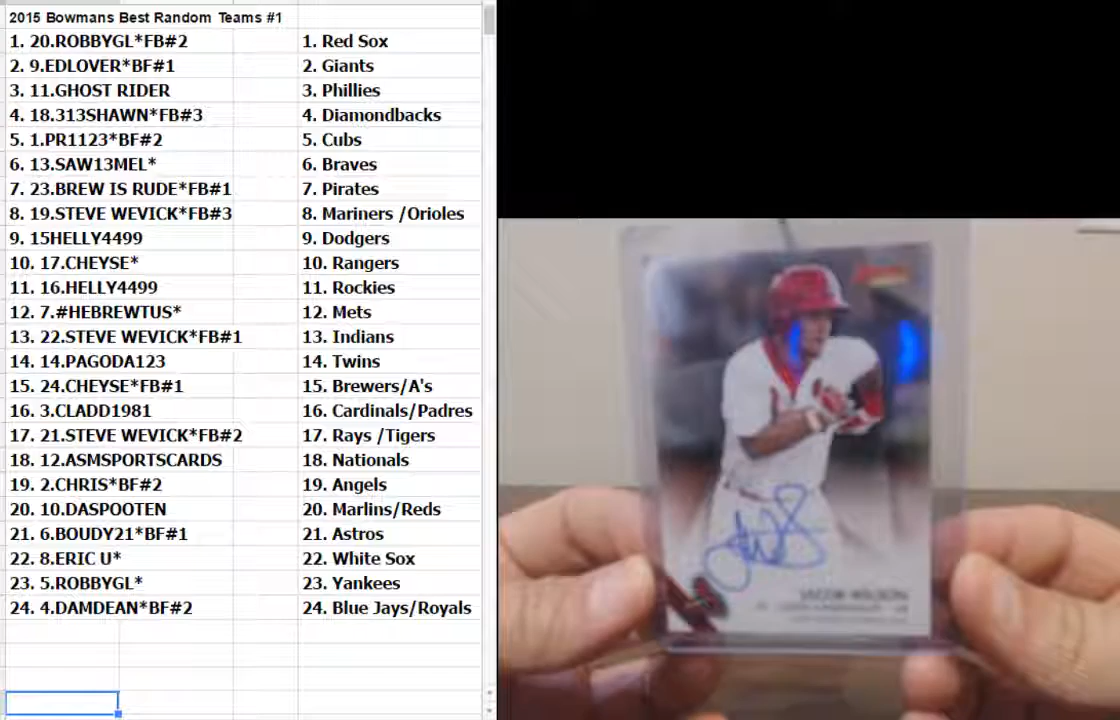 2015 Bowmans Best Random Teams #1
1. 20.ROBBYGL*FB#2 1. Red Sox
2. 9.EDLOVER*BF#1 2. Giants
3. 11.GHOST RIDER 3. Phillies
4. 18.313SHAWN*FB#3 4. Diamondbacks
5. 1.PR1123*BF#2 5. Cubs
6. 13.SAW13MEL* 6. Braves
7. 23.BREW IS RUDE*FB#1 7. Pirates
8. 19.STEVE WEVICK*FB#3 8. Mariners /Orioles
9. 15HELLY4499 9. Dodgers
10. 17.CHEYSE* 10. Rangers
11. 16.HELLY4499 11. Rockies
12. 7.#HEBREWTUS* 12. Mets
13. 22.STEVE WEVICK*FB#1 13. Indians
14. 14.PAGODA123 14. Twins
15. 24.CHEYSE*FB#1 15. Brewers/A's
16. 3.CLADD1981 16. Cardinals/Padres
17. 21.STEVE WEVICK*FB#2 17. Rays /Tigers
18. 12.ASMSPORTSCARDS 18. Nationals
19. 2.CHRIS*BF#2 19. Angels
20. 10.DASPOOTEN 20. Marlins/Reds
21. 6.BOUDY21*BF#1 21. Astros
22. 8.ERIC U* 22. White Sox
23. 5.ROBBYGL* 23. Yankees
24. 4.DAMDEAN*BF#2 24. Blue Jays/Royals